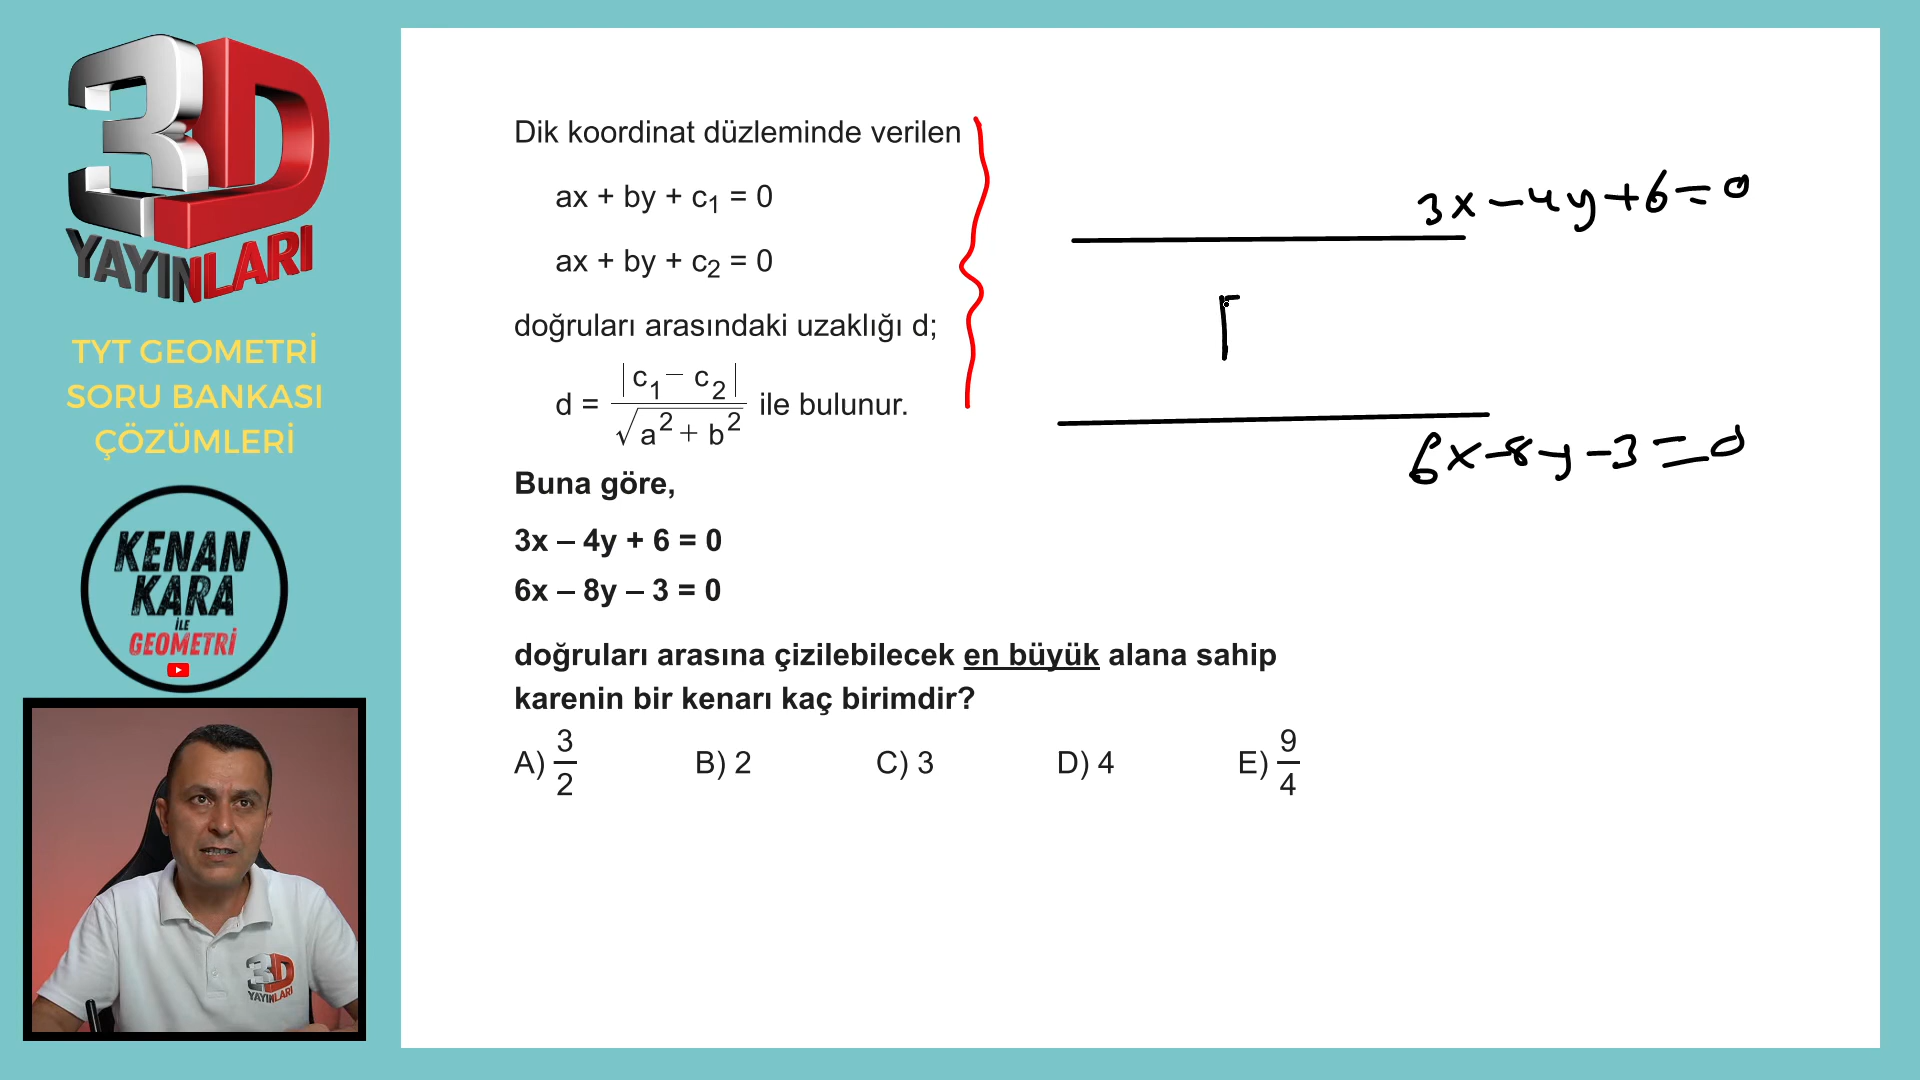 3D
YAYINLARI
TYT GEOMETRİ
SORU BANKASI
ÇÖZÜMLERİ
KENAN
KARA
İLE
GEOMETRİ
3D
YAYINLARI
Dik koordinat düzleminde verilen
ax + by + c₁ = 0
ax + by + c₂ = 0
doğruları arasındaki uzaklığı d;
d = |c₁ − c₂| / √(a² + b²) ile bulunur.
Buna göre,
3x – 4y + 6 = 0
6x – 8y – 3 = 0
doğruları arasına çizilebilecek en büyük alana sahip
karenin bir kenarı kaç birimdir?
A) 3/2 B) 2 C) 3 D) 4 E) 9/4
3x – 4y + 6 = 0
6x – 8y – 3 = 0